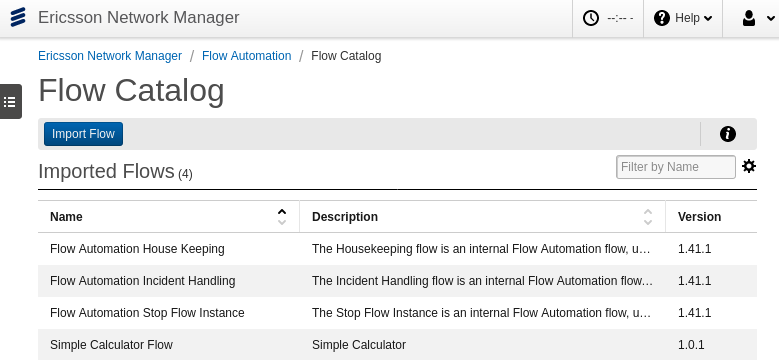 Ericsson Network Manager --:-- - Help
Ericsson Network Manager / Flow Automation / Flow Catalog
Flow Catalog
Import Flow
Imported Flows (4) Filter by Name
Name Description Version
Flow Automation House Keeping The Housekeeping flow is an internal Flow Automation flow, u... 1.41.1
Flow Automation Incident Handling The Incident Handling flow is an internal Flow Automation flow... 1.41.1
Flow Automation Stop Flow Instance The Stop Flow Instance is an internal Flow Automation flow, u... 1.41.1
Simple Calculator Flow Simple Calculator 1.0.1